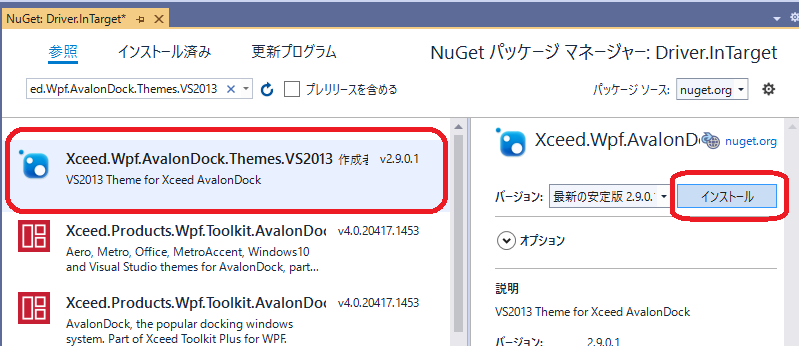 NuGet: Driver.InTarget*
参照 インストール済み 更新プログラム
NuGet パッケージ マネージャー: Driver.InTarget
ed.Wpf.AvalonDock.Themes.VS2013
プレリリースを含める
パッケージ ソース: nuget.org
Xceed.Wpf.AvalonDock.Themes.VS2013 作成者 v2.9.0.1
VS2013 Theme for Xceed AvalonDock
Xceed.Products.Wpf.Toolkit.AvalonDoc v4.0.20417.1453
Aero, Metro, Office, MetroAccent, Windows10
and Visual Studio themes for AvalonDock, part...
Xceed.Products.Wpf.Toolkit.AvalonDoc v4.0.20417.1453
AvalonDock, the popular docking windows
system. Part of Xceed Toolkit Plus for WPF.
Xceed.Wpf.AvalonD nuget.org
バージョン: 最新の安定版 2.9.0.1 インストール
オプション
説明
VS2013 Theme for Xceed AvalonDock
バージョン: 2.9.0.1